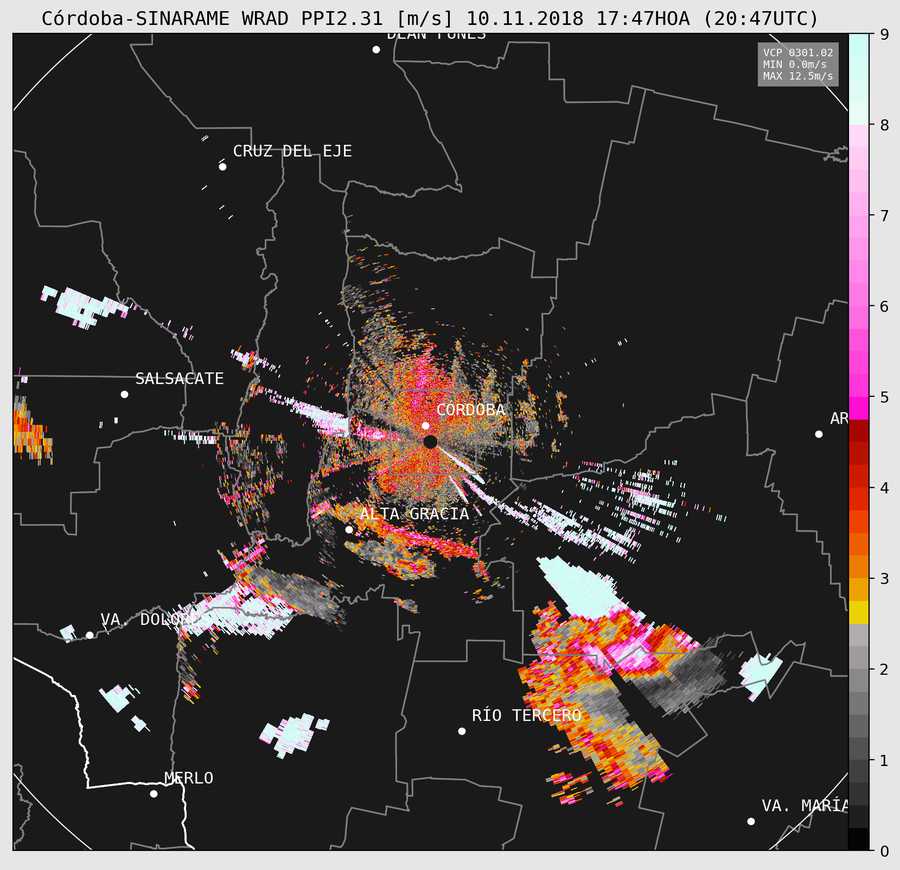 Córdoba-SINARAME WRAD PPI2.31 [m/s] 10.11.2018 17:47HOA (20:47UTC)
DEÁN FUNES
VCP 0301.02
MIN 0.0m/s
MAX 12.5m/s
CRUZ DEL EJE
SALSACATE
CÓRDOBA
AR
ALTA GRACIA
VA. DOLORES
RÍO TERCERO
MERLO
VA. MARÍA
9
8
7
6
5
4
3
2
1
0